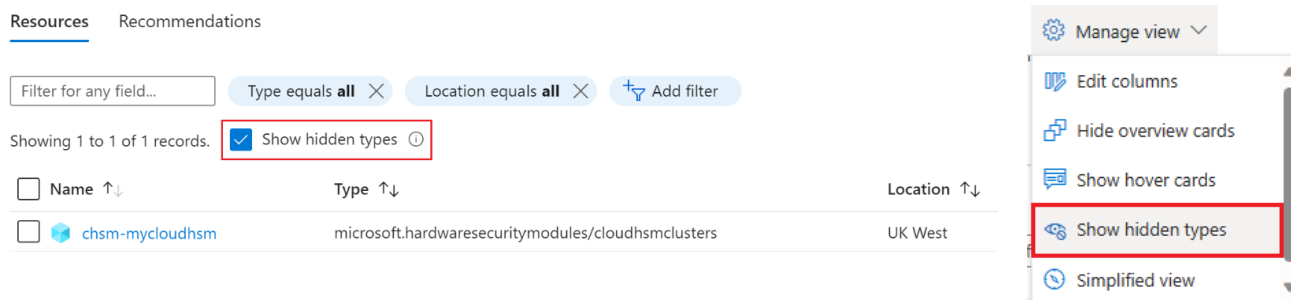 Resources Recommendations
Filter for any field...
Type equals all
Location equals all
Add filter
Showing 1 to 1 of 1 records.
Show hidden types
Name Type Location
chsm-mycloudhsm microsoft.hardwaresecuritymodules/cloudhsmclusters UK West
Manage view
Edit columns
Hide overview cards
Show hover cards
Show hidden types
Simplified view